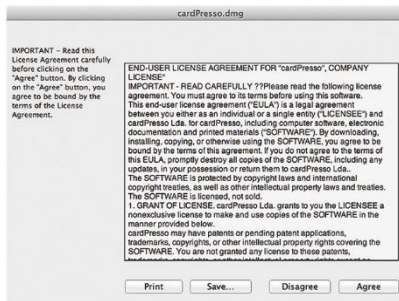 cardPresso.dmg
IMPORTANT - Read this
License Agreement carefully
before clicking on the
"Agree" button. By clicking
on the "Agree" button, you
agree to be bound by the
terms of the License
Agreement.
END-USER LICENSE AGREEMENT FOR "cardPresso", COMPANY
LICENSE"
IMPORTANT - READ CAREFULLY ??Please read the following license
agreement. You must agree to its terms before using this software.
This end-user license agreement ("EULA") is a legal agreement
between you either as an individual or a single entity ("LICENSEE") and
cardPresso Lda. for cardPresso, including computer software, electronic
documentation and printed materials ("SOFTWARE"). By downloading,
installing, copying, or otherwise using the SOFTWARE, you agree to be
bound by the terms of this agreement. If you do not agree to the terms of
this EULA, promptly destroy all copies of the SOFTWARE, including any
updates, in your possession or return them to cardPresso Lda..
The SOFTWARE is protected by copyright laws and international
copyright treaties, as well as other intellectual property laws and treaties.
The SOFTWARE is licensed, not sold.
1. GRANT OF LICENSE. cardPresso Lda. grants to you the LICENSEE a
nonexclusive license to make and use copies of the SOFTWARE in the
manner provided below.
cardPresso may have patents or pending patent applications,
trademarks, copyrights, or other intellectual property rights covering the
SOFTWARE. You are not granted any license to these patents,
Print
Save...
Disagree
Agree